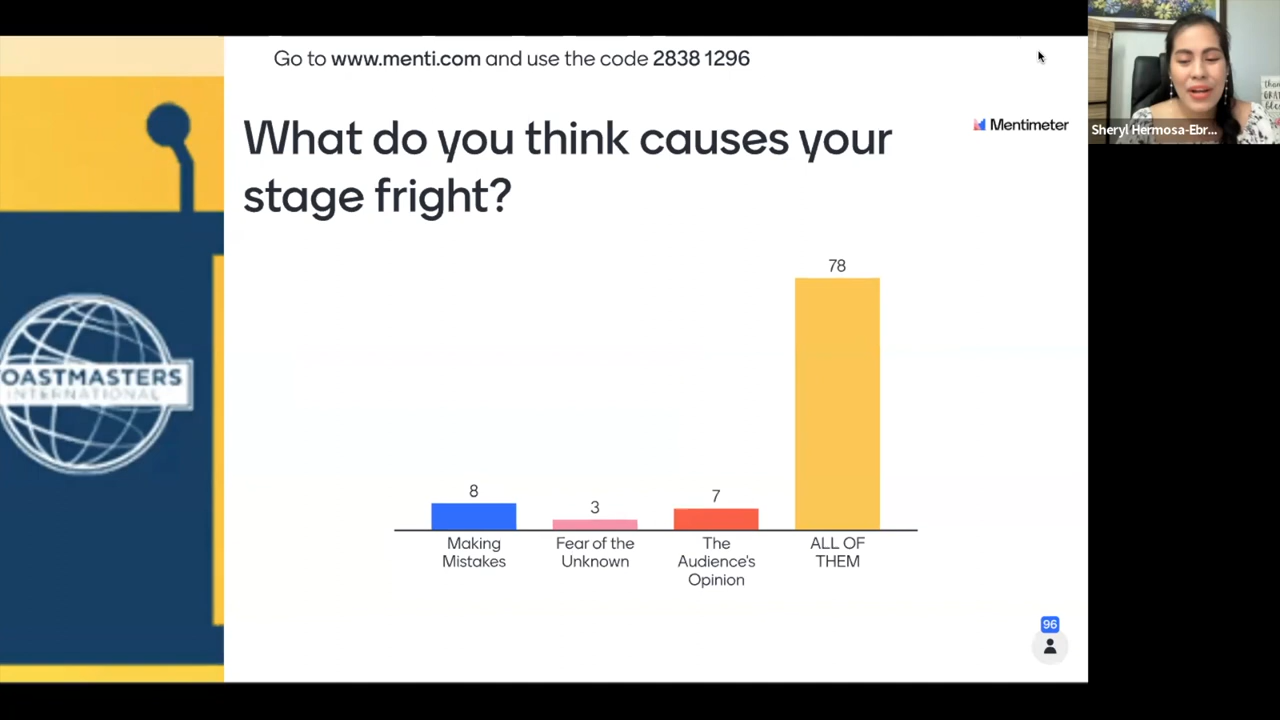 Go to www.menti.com and use the code 2838 1296
What do you think causes your
stage fright?
Mentimeter
Sheryl Hermosa-Ebr...
78
8
3
7
Making
Mistakes
Fear of the
Unknown
The
Audience's
Opinion
ALL OF
THEM
96
OASTMASTERS
INTERNATIONAL